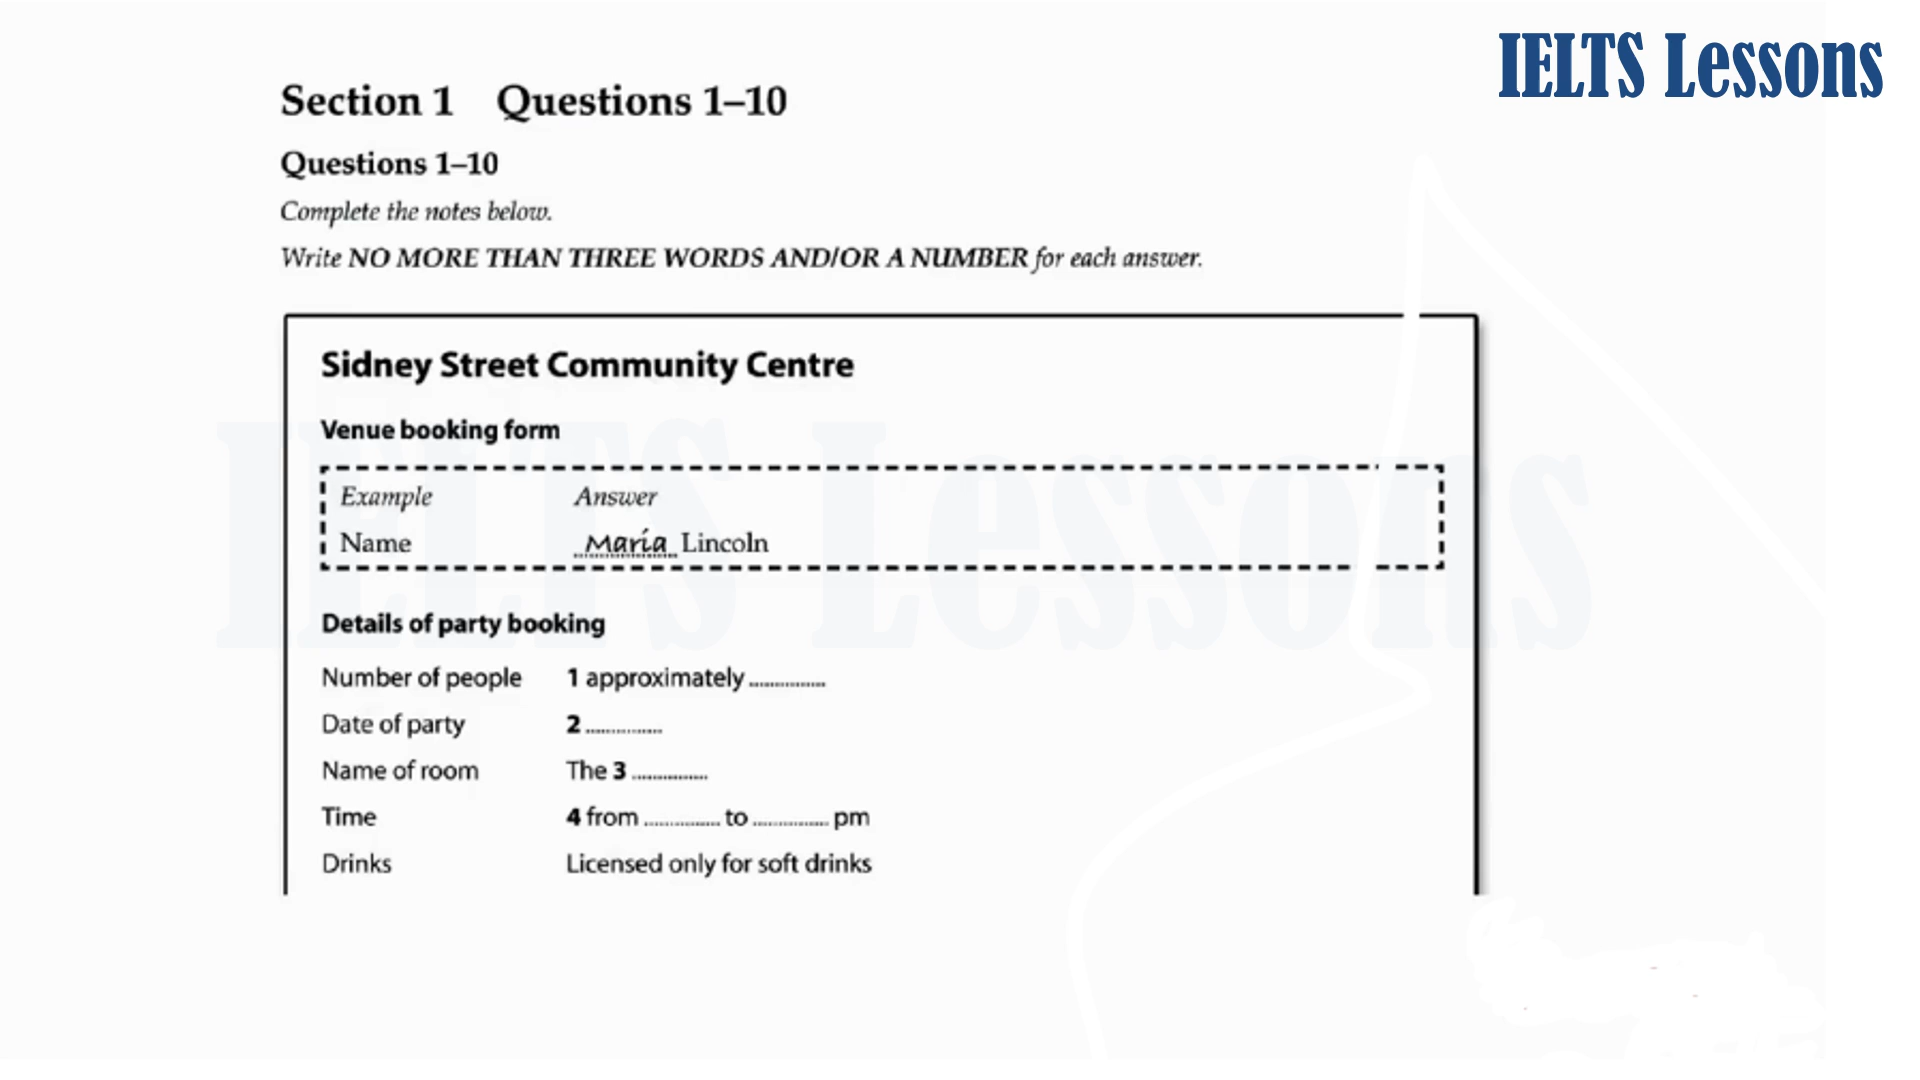 IELTS Lessons
Section 1 Questions 1–10
Questions 1–10
Complete the notes below.
Write NO MORE THAN THREE WORDS AND/OR A NUMBER for each answer.
Sidney Street Community Centre
Venue booking form
Example Answer
Name Maria Lincoln
Details of party booking
Number of people 1 approximately ...............
Date of party 2 ...............
Name of room The 3 ...............
Time 4 from ............... to ............... pm
Drinks Licensed only for soft drinks
IELTS Lessons